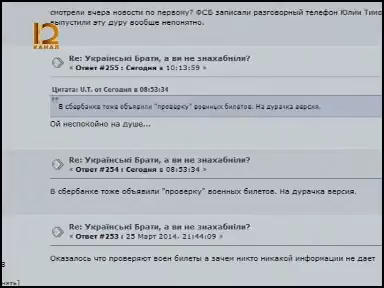 12
КАНАЛ
смотрели вчера новости по первому? ФСБ записали разговорный телефон Юлии Тимо
выпустили эту дуру вообще непонятно.
Re: Українські Брати, а ви не знахабніли?
« Ответ #255 : Сегодня в 10:13:59 »
Цитата: U.T. от Сегодня в 08:53:34
В сбербанке тоже объявили "проверку" военных билетов. На дурачка версия.
Ой неспокойно на душе...
Re: Українські Брати, а ви не знахабніли?
« Ответ #254 : Сегодня в 08:53:34 »
В сбербанке тоже объявили "проверку" военных билетов. На дурачка версия.
Re: Українські Брати, а ви не знахабніли?
« Ответ #253 : 25 Март 2014, 21:44:09 »
Оказалось что проверяют воен билеты а зачем никто никакой информации не дает